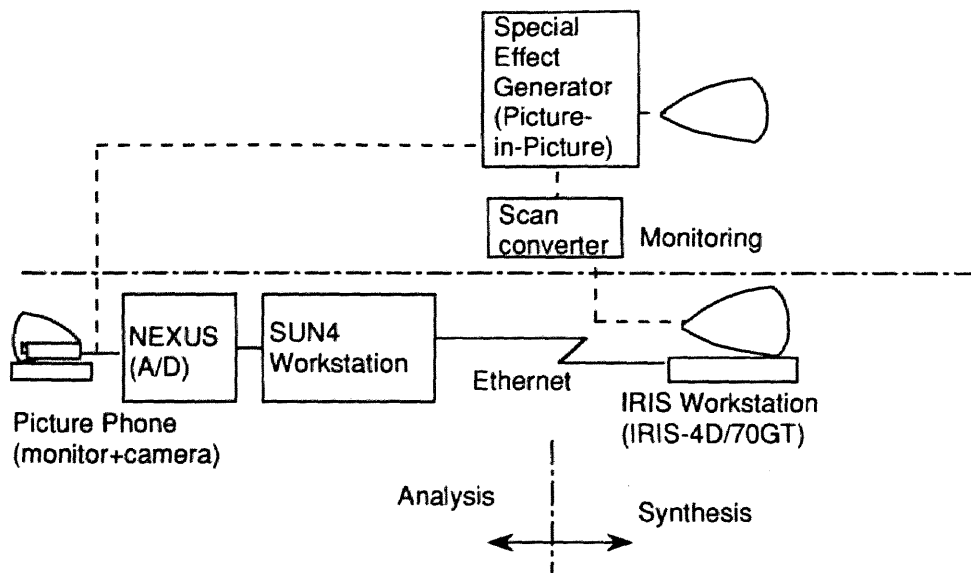 Special
Effect
Generator
(Picture-
in-Picture)
Scan
converter
Monitoring
NEXUS
(A/D)
SUN4
Workstation
Ethernet
Picture Phone
(monitor+camera)
IRIS Workstation
(IRIS-4D/70GT)
Analysis
Synthesis